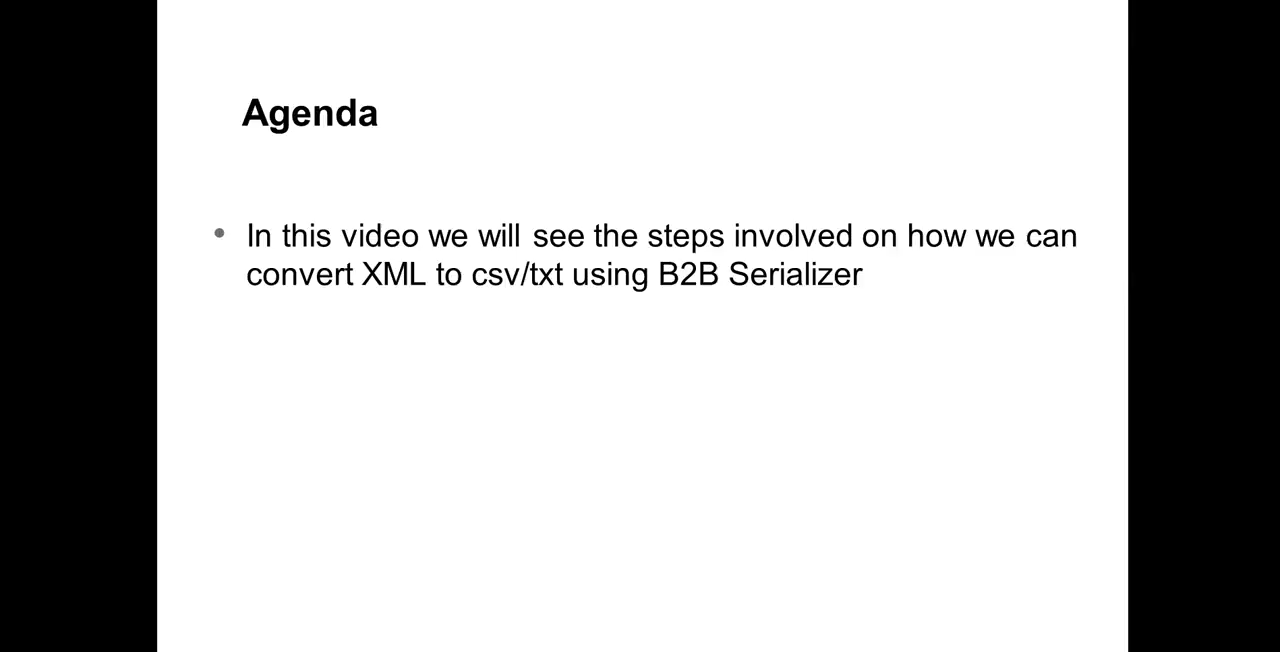 Agenda
• In this video we will see the steps involved on how we can
convert XML to csv/txt using B2B Serializer